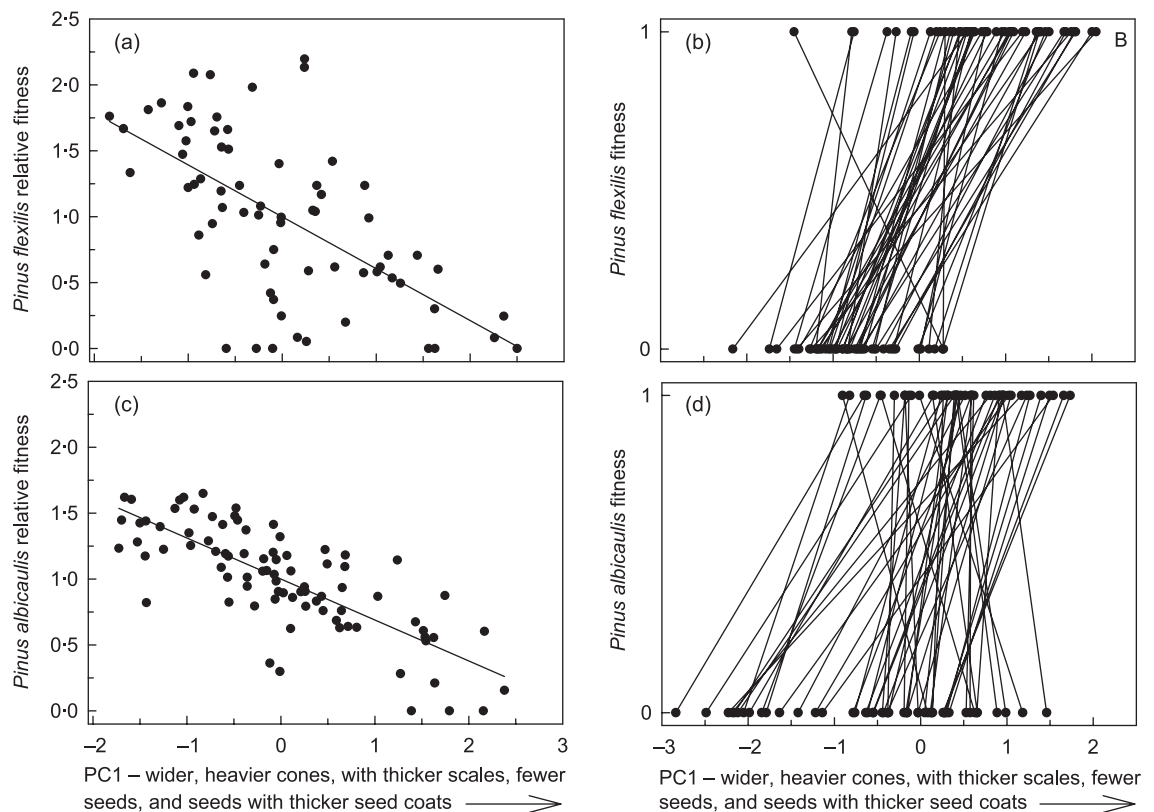 2·5
2·0
1·5
1·0
0·5
0·0
(a)
Pinus flexilis relative fitness
1
0
(b)
B
Pinus flexilis fitness
2·5
2·0
1·5
1·0
0·5
0·0
(c)
Pinus albicaulis relative fitness
−2 −1 0 1 2 3
PC1 – wider, heavier cones, with thicker scales, fewer
seeds, and seeds with thicker seed coats
1
0
(d)
Pinus albicaulis fitness
−3 −2 −1 0 1 2
PC1 – wider, heavier cones, with thicker scales, fewer
seeds, and seeds with thicker seed coats